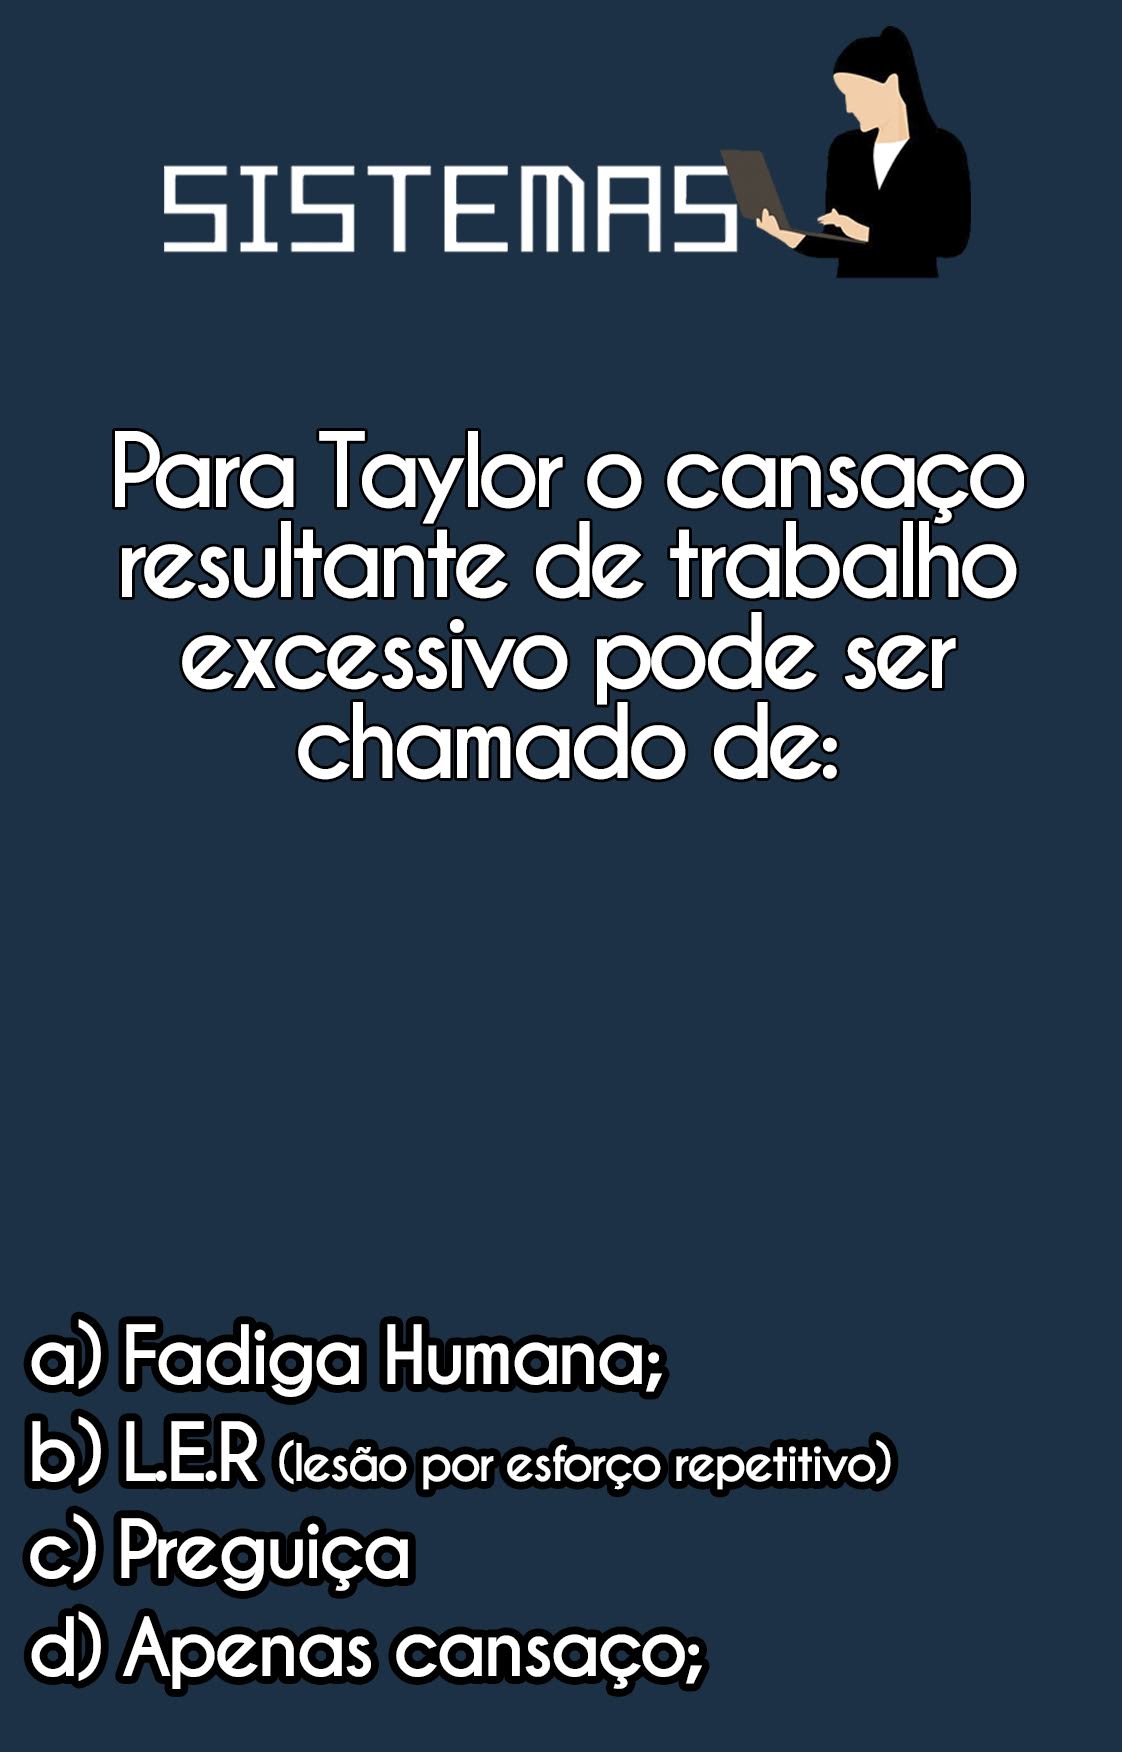 SISTEMAS
Para Taylor o cansaço
resultante de trabalho
excessivo pode ser
chamado de:
a) Fadiga Humana;
b) L.E.R (lesão por esforço repetitivo)
c) Preguiça
d) Apenas cansaço;